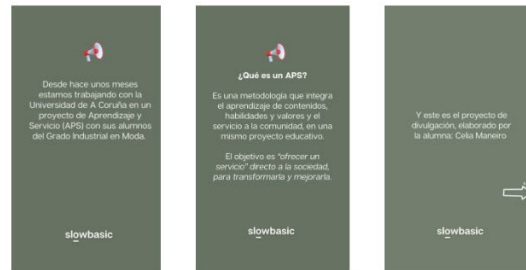 Desde hace unos meses
estamos trabajando con la
Universidad de A Coruña en un
proyecto de Aprendizaje y
Servicio (APS) con sus alumnos
del Grado Industrial en Moda.
slowbasic
¿Qué es un APS?
Es una metodología que integra
el aprendizaje de contenidos,
habilidades y valores y el
servicio a la comunidad, en una
mismo proyecto educativo.
El objetivo es "ofrecer un
servicio" directo a la sociedad,
para transformarla y mejorarla.
slowbasic
Y este es el proyecto de
divulgación, elaborado por
la alumna: Celia Maneiro
slowbasic